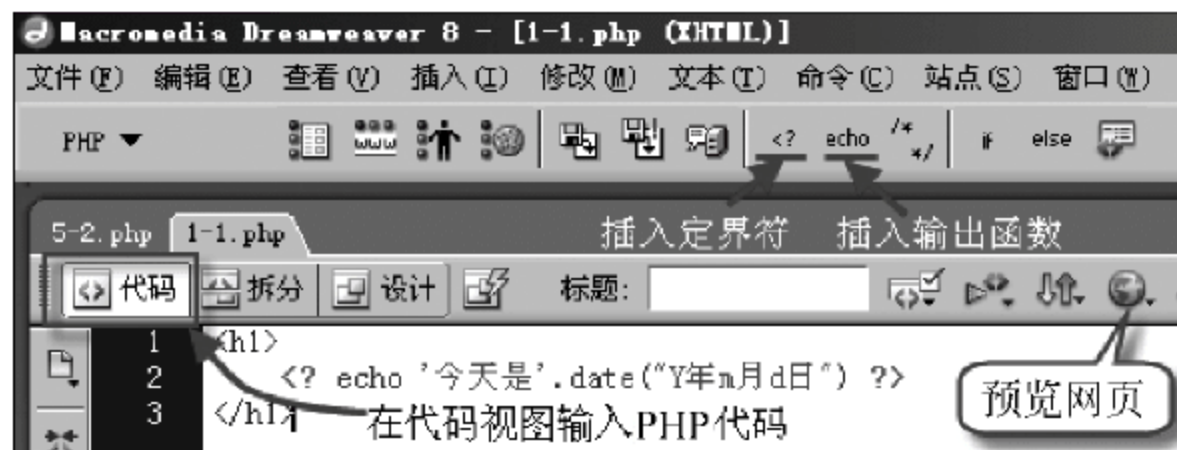 Macromedia Dreamweaver 8 - [1-1.php (XHTML)]
文件(F) 编辑(E) 查看(V) 插入(I) 修改(M) 文本(T) 命令(C) 站点(S) 窗口(W)
PHP <? echo /* */ if else
插入定界符 插入输出函数
5-2.php 1-1.php
代码 拆分 设计 标题:
1 <h1>
2 <? echo '今天是'.date("Y年m月d日") ?>
3 </h1>
在代码视图输入PHP代码
预览网页